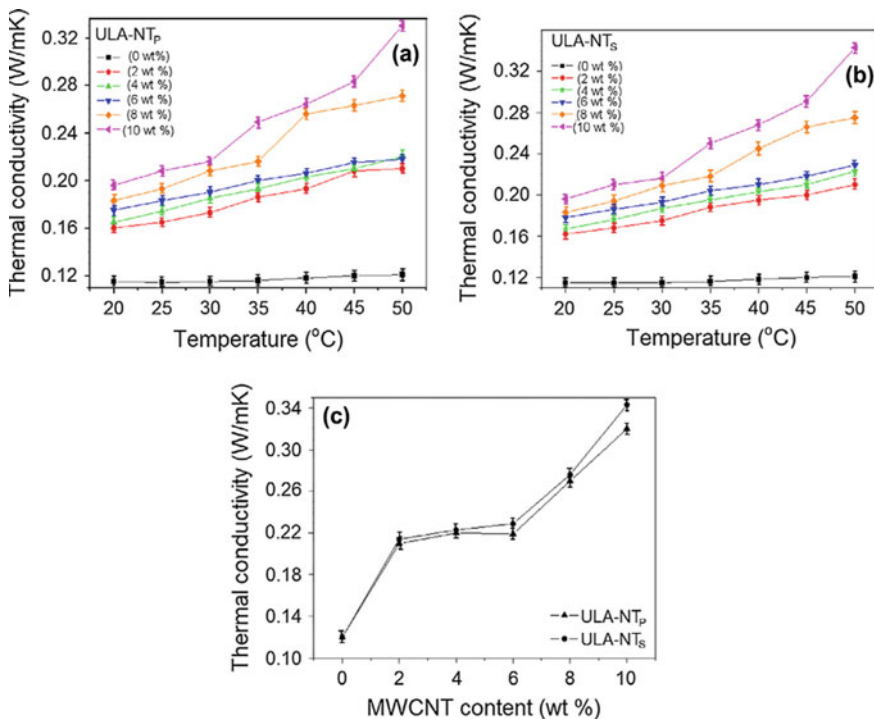 ULA-NTP
(a)
(0 wt%)
(2 wt %)
(4 wt %)
(6 wt %)
(8 wt %)
(10 wt %)
Thermal conductivity (W/mK)
0.32
0.28
0.24
0.20
0.16
0.12
20 25 30 35 40 45 50
Temperature (°C)
ULA-NTS
(b)
(0 wt %)
(2 wt %)
(4 wt %)
(6 wt %)
(8 wt %)
(10 wt %)
Thermal conductivity (W/mK)
0.32
0.28
0.24
0.20
0.16
0.12
20 25 30 35 40 45 50
Temperature (°C)
(c)
Thermal conductivity (W/mK)
0.34
0.30
0.26
0.22
0.18
0.14
0.10
0 2 4 6 8 10
MWCNT content (wt %)
ULA-NTP
ULA-NTS